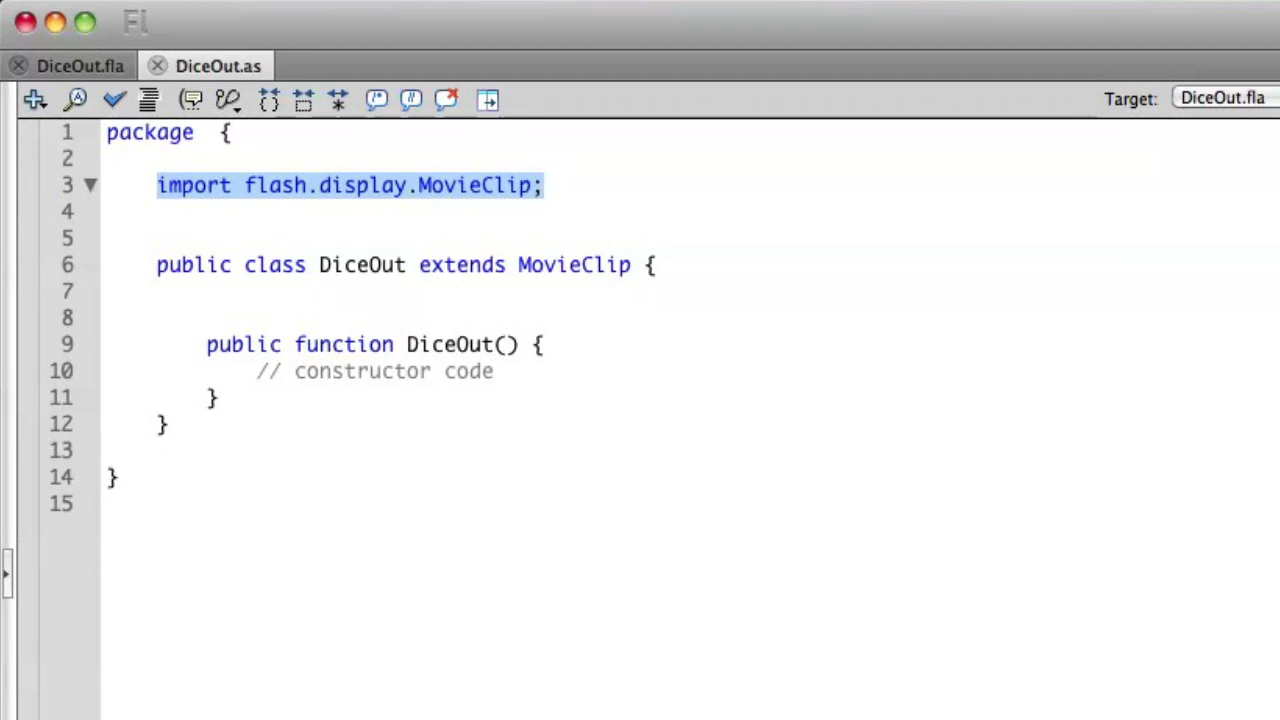 Fl
DiceOut.fla DiceOut.as
Target: DiceOut.fla
1 package {
2
3 import flash.display.MovieClip;
4
5
6 public class DiceOut extends MovieClip {
7
8
9 public function DiceOut() {
10 // constructor code
11 }
12 }
13
14 }
15